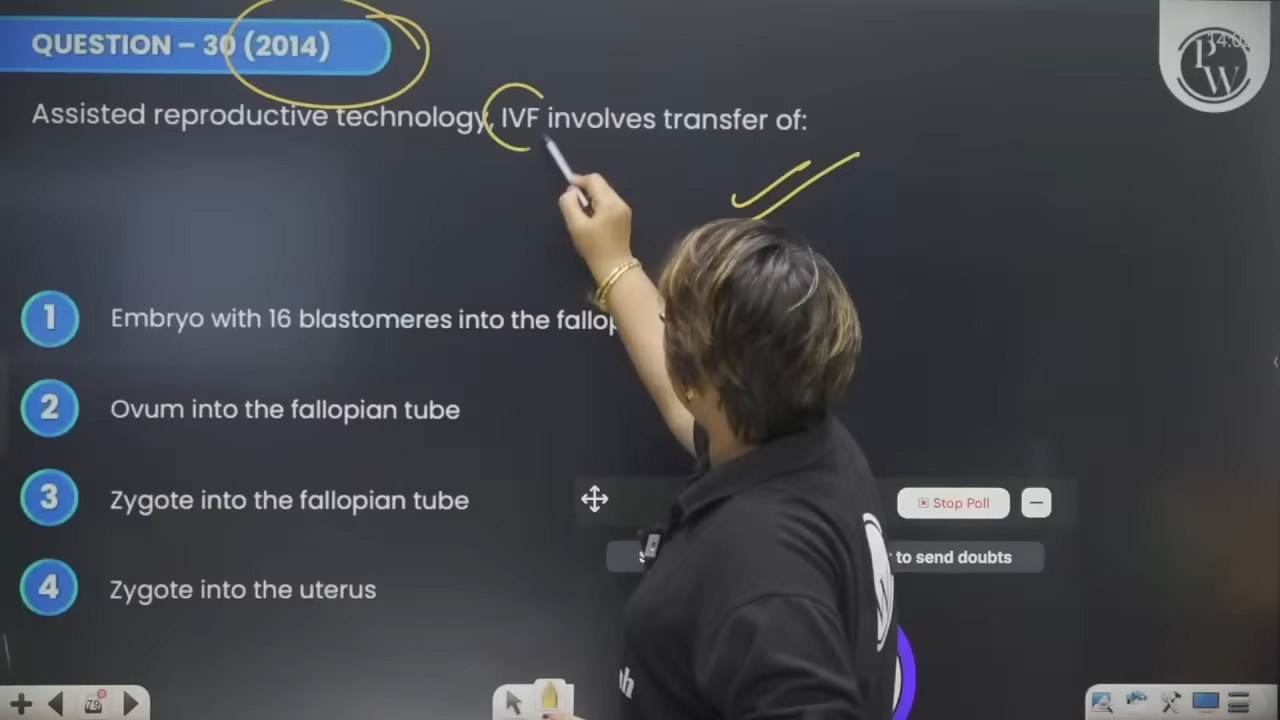 QUESTION – 30 (2014)
Assisted reproductive technology, IVF involves transfer of:
1 Embryo with 16 blastomeres into the
2 Ovum into the fallopian tube
3 Zygote into the fallopian tube
4 Zygote into the uterus
Stop Poll
to send doubts
PW
79